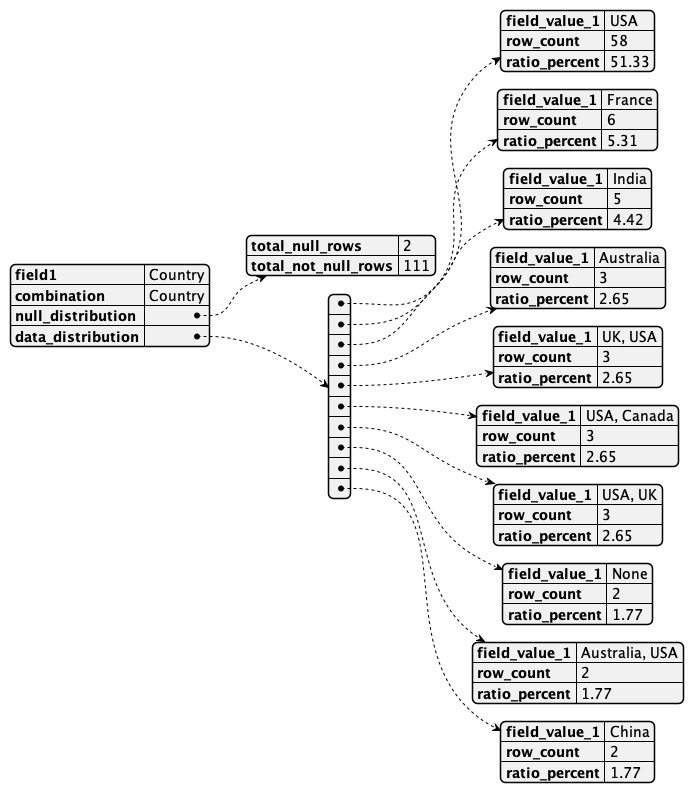 field1 Country
combination Country
null_distribution
data_distribution
total_null_rows 2
total_not_null_rows 111
field_value_1 USA
row_count 58
ratio_percent 51.33
field_value_1 France
row_count 6
ratio_percent 5.31
field_value_1 India
row_count 5
ratio_percent 4.42
field_value_1 Australia
row_count 3
ratio_percent 2.65
field_value_1 UK, USA
row_count 3
ratio_percent 2.65
field_value_1 USA, Canada
row_count 3
ratio_percent 2.65
field_value_1 USA, UK
row_count 3
ratio_percent 2.65
field_value_1 None
row_count 2
ratio_percent 1.77
field_value_1 Australia, USA
row_count 2
ratio_percent 1.77
field_value_1 China
row_count 2
ratio_percent 1.77